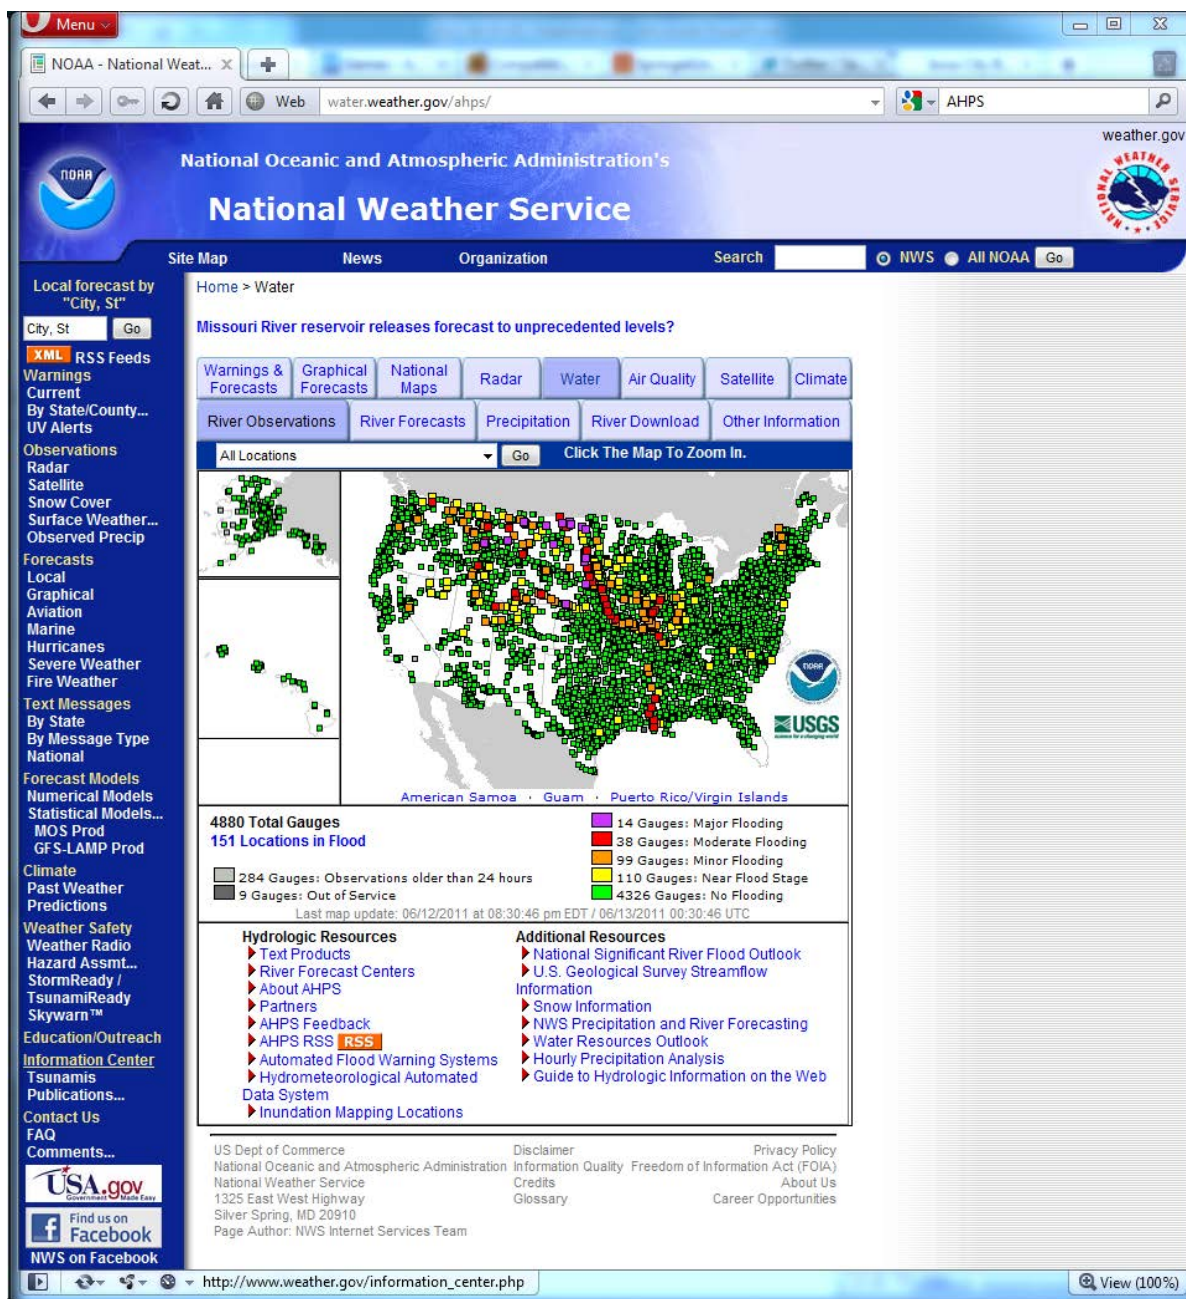 Menu
NOAA - National Weat...
Web water.weather.gov/ahps/
AHPS
weather.gov
NOAA
National Oceanic and Atmospheric Administration's
National Weather Service
NATIONAL WEATHER SERVICE
Site Map News Organization Search NWS All NOAA Go
Local forecast by
"City, St"
City, St Go
XML RSS Feeds
Warnings
Current
By State/County...
UV Alerts
Observations
Radar
Satellite
Snow Cover
Surface Weather...
Observed Precip
Forecasts
Local
Graphical
Aviation
Marine
Hurricanes
Severe Weather
Fire Weather
Text Messages
By State
By Message Type
National
Forecast Models
Numerical Models
Statistical Models...
MOS Prod
GFS-LAMP Prod
Climate
Past Weather
Predictions
Weather Safety
Weather Radio
Hazard Assmt...
StormReady /
TsunamiReady
Skywarn™
Education/Outreach
Information Center
Tsunamis
Publications...
Contact Us
FAQ
Comments...
USA.gov
Government Made Easy
Find us on
Facebook
NWS on Facebook
Home > Water
Missouri River reservoir releases forecast to unprecedented levels?
Warnings & Forecasts
Graphical Forecasts
National Maps
Radar
Water
Air Quality
Satellite
Climate
River Observations
River Forecasts
Precipitation
River Download
Other Information
All Locations Go Click The Map To Zoom In.
NOAA
USGS
science for a changing world
American Samoa · Guam · Puerto Rico/Virgin Islands
4880 Total Gauges
151 Locations in Flood
284 Gauges: Observations older than 24 hours
9 Gauges: Out of Service
14 Gauges: Major Flooding
38 Gauges: Moderate Flooding
99 Gauges: Minor Flooding
110 Gauges: Near Flood Stage
4326 Gauges: No Flooding
Last map update: 06/12/2011 at 08:30:46 pm EDT / 06/13/2011 00:30:46 UTC
Hydrologic Resources
Text Products
River Forecast Centers
About AHPS
Partners
AHPS Feedback
AHPS RSS RSS
Automated Flood Warning Systems
Hydrometeorological Automated
Data System
Inundation Mapping Locations
Additional Resources
National Significant River Flood Outlook
U.S. Geological Survey Streamflow
Information
Snow Information
NWS Precipitation and River Forecasting
Water Resources Outlook
Hourly Precipitation Analysis
Guide to Hydrologic Information on the Web
US Dept of Commerce
National Oceanic and Atmospheric Administration
National Weather Service
1325 East West Highway
Silver Spring, MD 20910
Page Author: NWS Internet Services Team
Disclaimer
Information Quality
Credits
Glossary
Privacy Policy
Freedom of Information Act (FOIA)
About Us
Career Opportunities
http://www.weather.gov/information_center.php
View (100%)